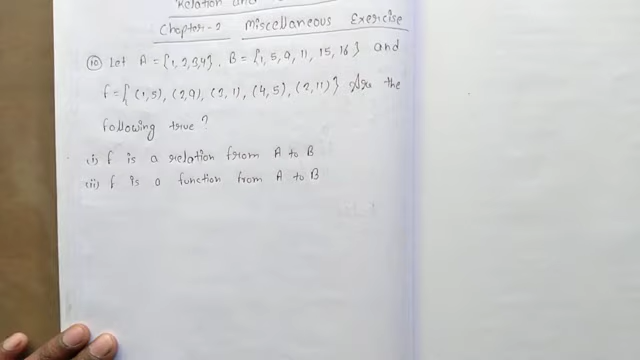 Relation and
Chapter-2 Miscellaneous Exercise
(10) Let A = {1, 2, 3, 4}, B = {1, 5, 9, 11, 15, 16} and
f = { (1, 5), (2, 9), (3, 1), (4, 5), (2, 11) } Are the
following true?
(i) f is a relation from A to B
(ii) f is a function from A to B